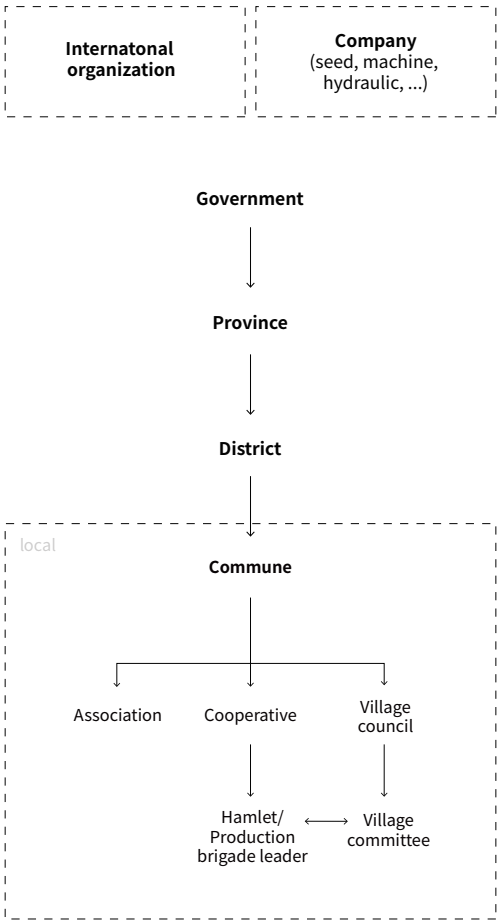 Internatonal
organization
Company
(seed, machine,
hydraulic, ...)
Government
Province
District
local
Commune
Association
Cooperative
Village
council
Hamlet/
Production
brigade leader
Village
committee